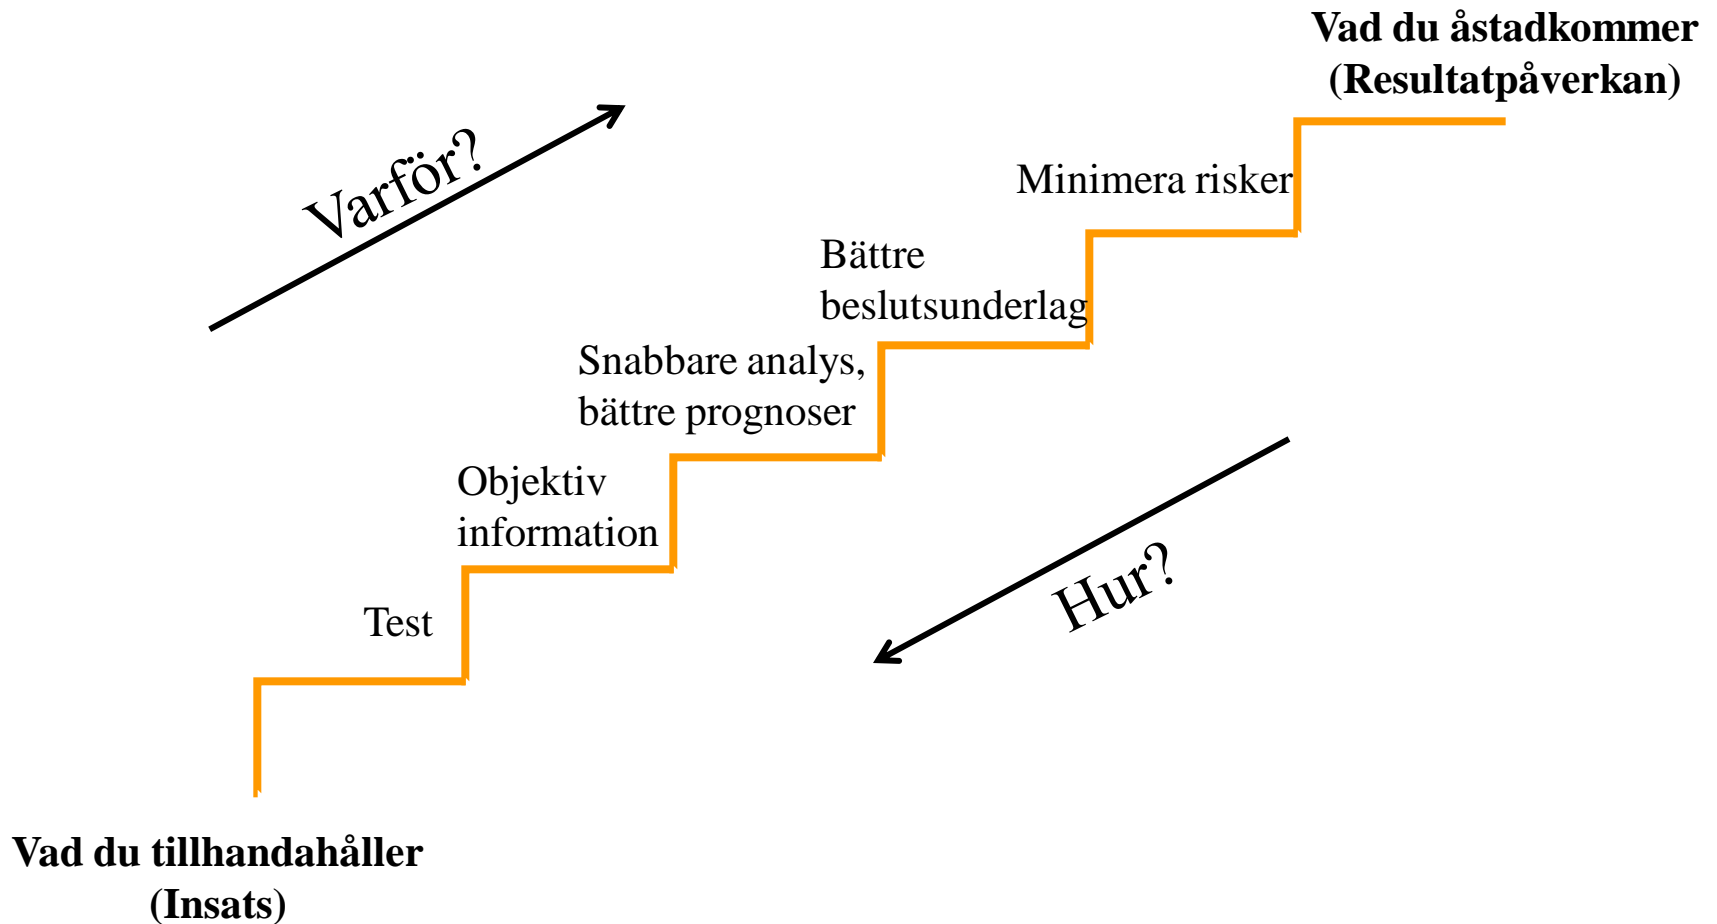 Vad du åstadkommer
(Resultatpåverkan)
Varför?
Minimera risker
Bättre
beslutsunderlag
Snabbare analys,
bättre prognoser
Objektiv
information
Hur?
Test
Vad du tillhandahåller
(Insats)